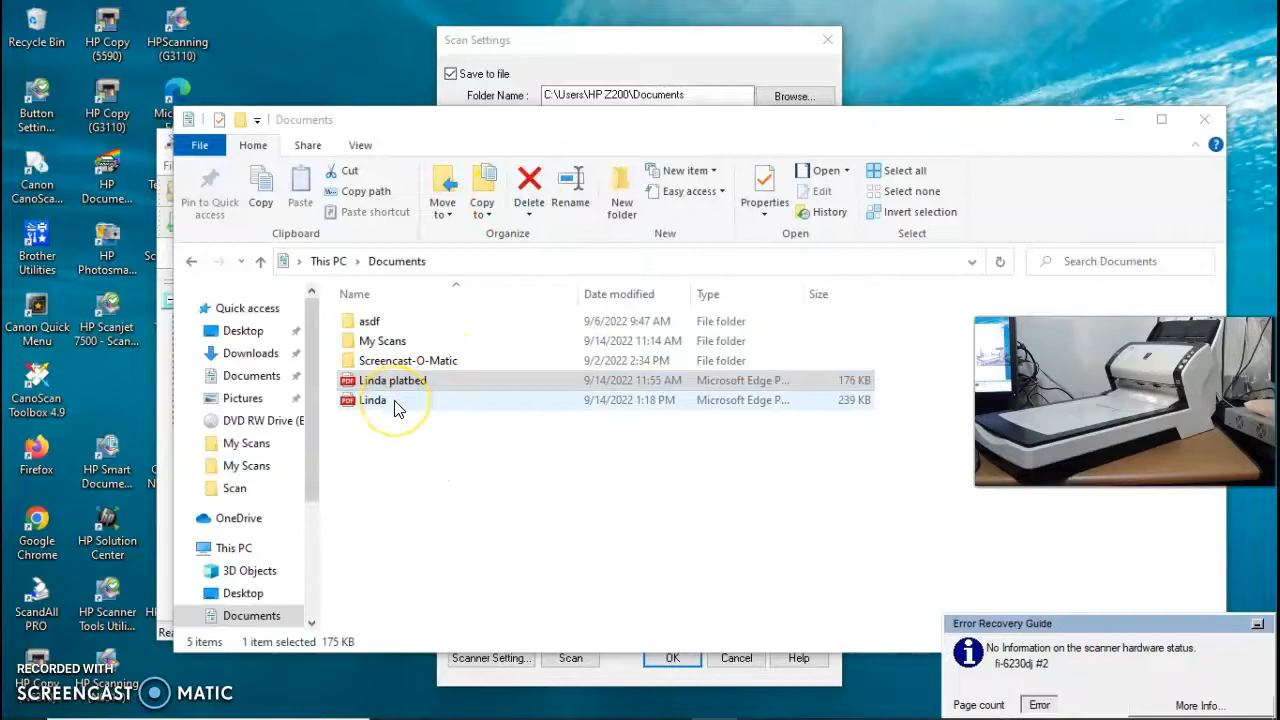 Recycle Bin
HP Copy
(5590)
HPScanning
(G3110)
Button
Settin...
HP Copy
(G3110)
Canon
CanoSca...
HP
Docume...
Brother
Utilities
HP
Photosma...
Canon Quick
Menu
HP Scanjet
7500 - Scan...
CanoScan
Toolbox 4.9
Firefox
HP Smart
Docume...
Google
Chrome
HP Solution
Center
ScandAll
PRO
HP Scanner
Tools Utili...
HP Copy
HPScanning
RECORDED WITH
SCREENCAST MATIC
Scan Settings
Save to file
Folder Name :
C:\Users\HP Z200\Documents
Browse...
Documents
File
Home
Share
View
Pin to Quick
access
Copy
Paste
Cut
Copy path
Paste shortcut
Clipboard
Move
to
Copy
to
Delete
Rename
Organize
New
folder
New item
Easy access
New
Properties
Open
Edit
History
Open
Select all
Select none
Invert selection
Select
This PC
Documents
Search Documents
Quick access
Desktop
Downloads
Documents
Pictures
DVD RW Drive (E
My Scans
My Scans
Scan
OneDrive
This PC
3D Objects
Desktop
Documents
Name
Date modified
Type
Size
asdf 9/6/2022 9:47 AM File folder
My Scans 9/14/2022 11:14 AM File folder
Screencast-O-Matic 9/2/2022 2:34 PM File folder
PDF Linda platbed 9/14/2022 11:55 AM Microsoft Edge P... 176 KB
PDF Linda 9/14/2022 1:18 PM Microsoft Edge P... 239 KB
5 items
1 item selected 175 KB
Scanner Setting...
Scan
OK
Cancel
Help
Error Recovery Guide
No Information on the scanner hardware status.
fi-6230dj #2
Page count
Error
More Info...